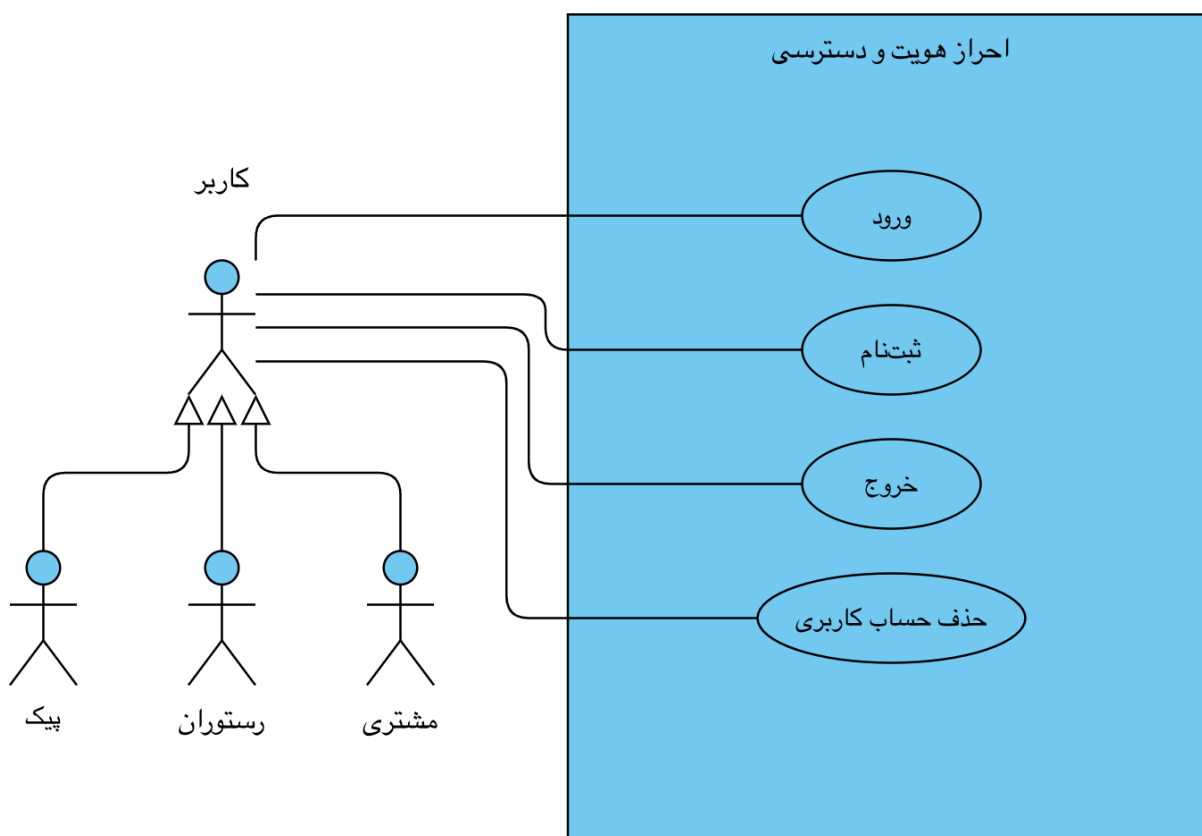 احراز هویت و دسترسی
کاربر
ورود
ثبت‌نام
خروج
حذف حساب کاربری
مشتری
رستوران
پیک